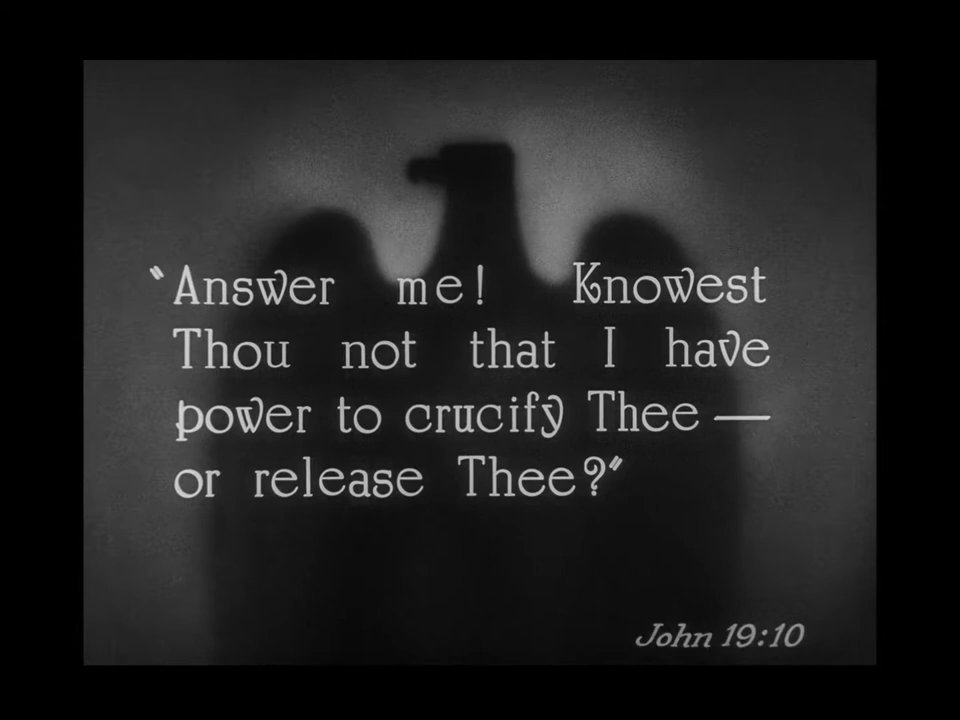 "Answer me! Knowest
Thou not that I have
power to crucify Thee —
or release Thee?"
John 19:10